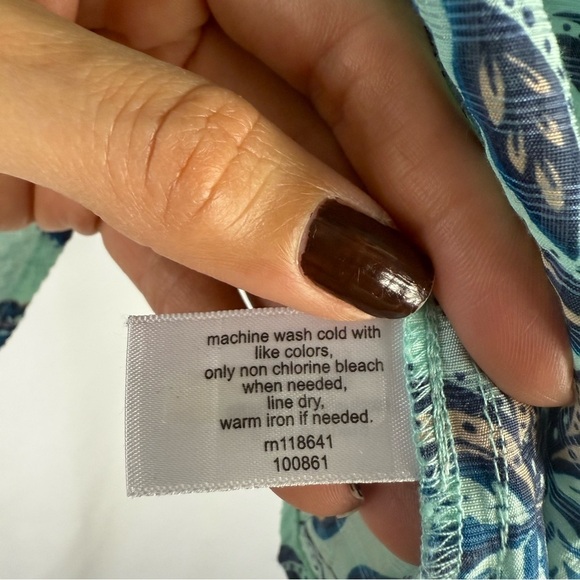 machine wash cold with
like colors,
only non chlorine bleach
when needed,
line dry,
warm iron if needed.
rn118641
100861